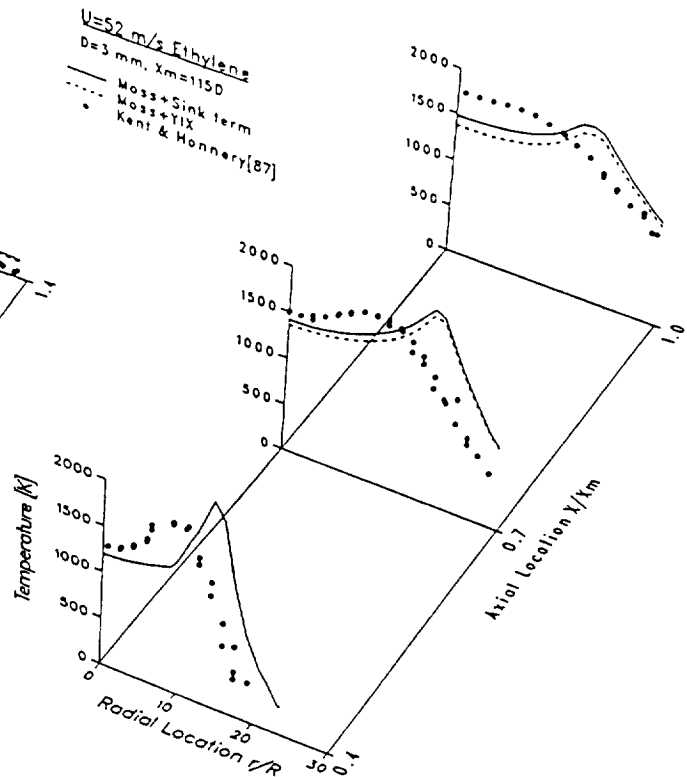 U=52 m/s Ethylene
D=3 mm, Xm=115D
Moss+Sink term
Moss+YIX
Kent & Honnery[87]
2000
1500
1000
500
0
1.0
1.4
2000
1500
1000
500
0
0.7
Axial Location X/Xm
Temperature [K]
2000
1500
1000
500
0
0
10
20
30
0.4
Radial Location r/R